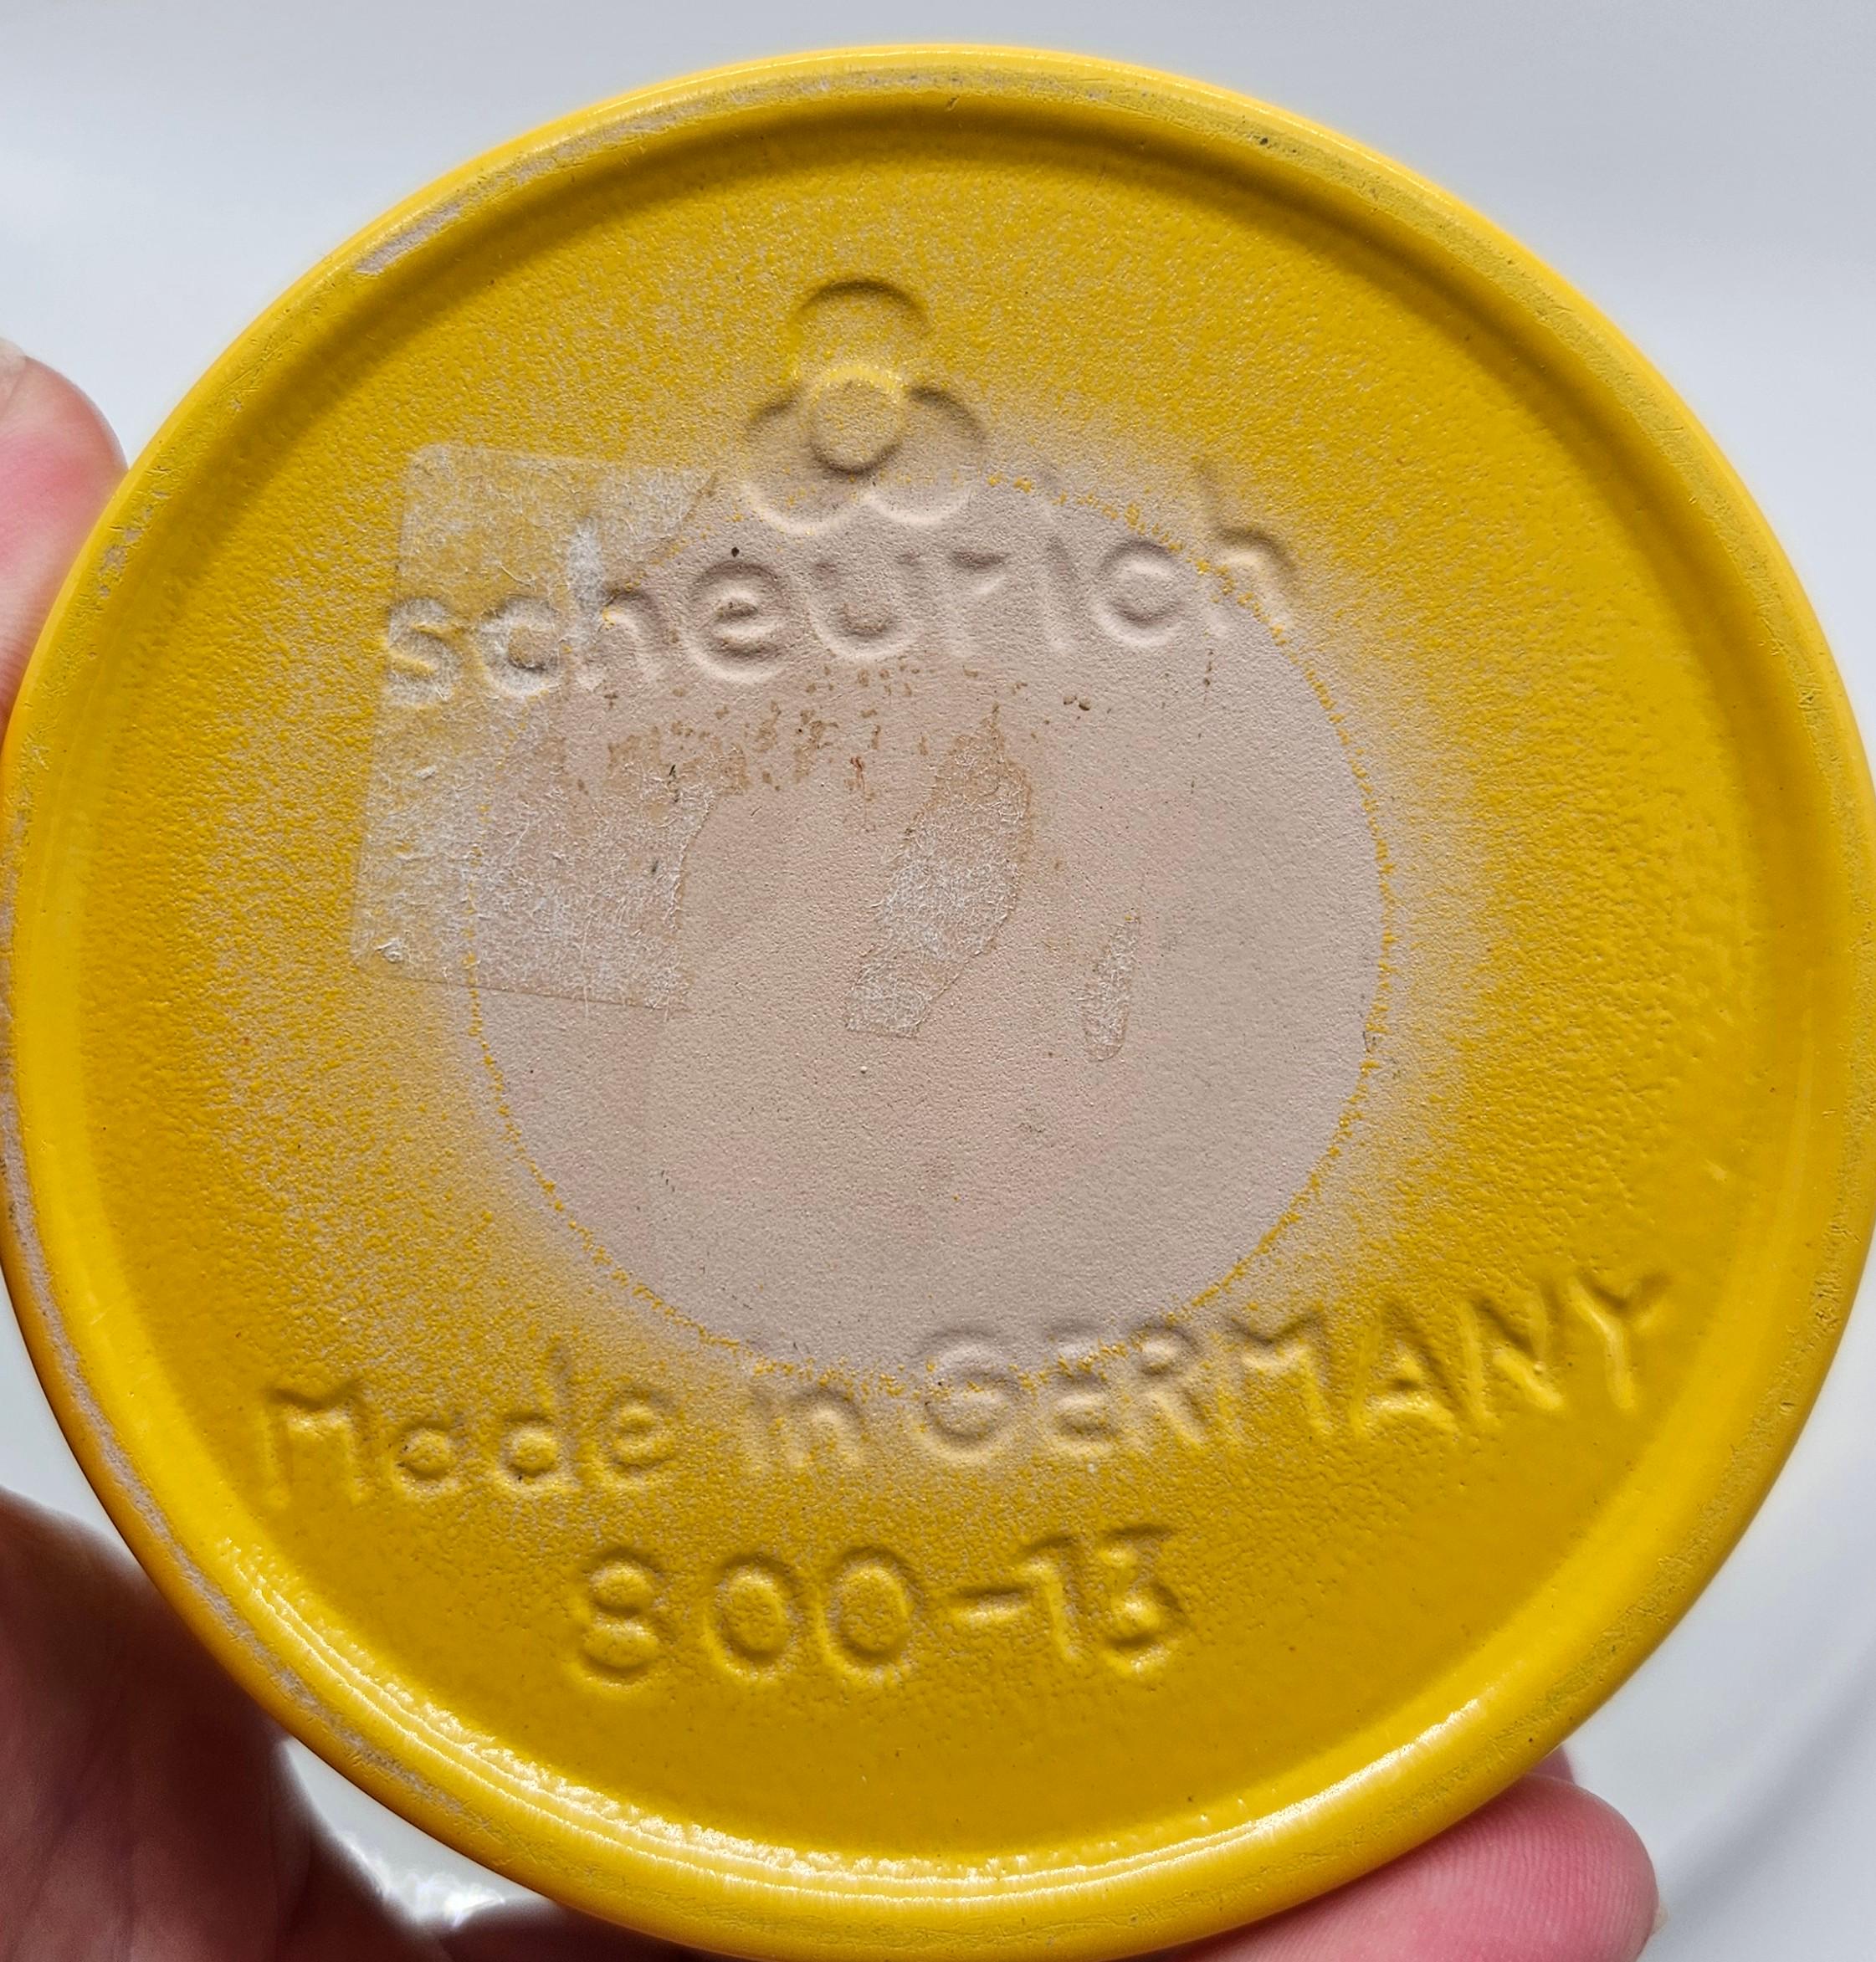 scheurich
Made in GERMANY
800-13